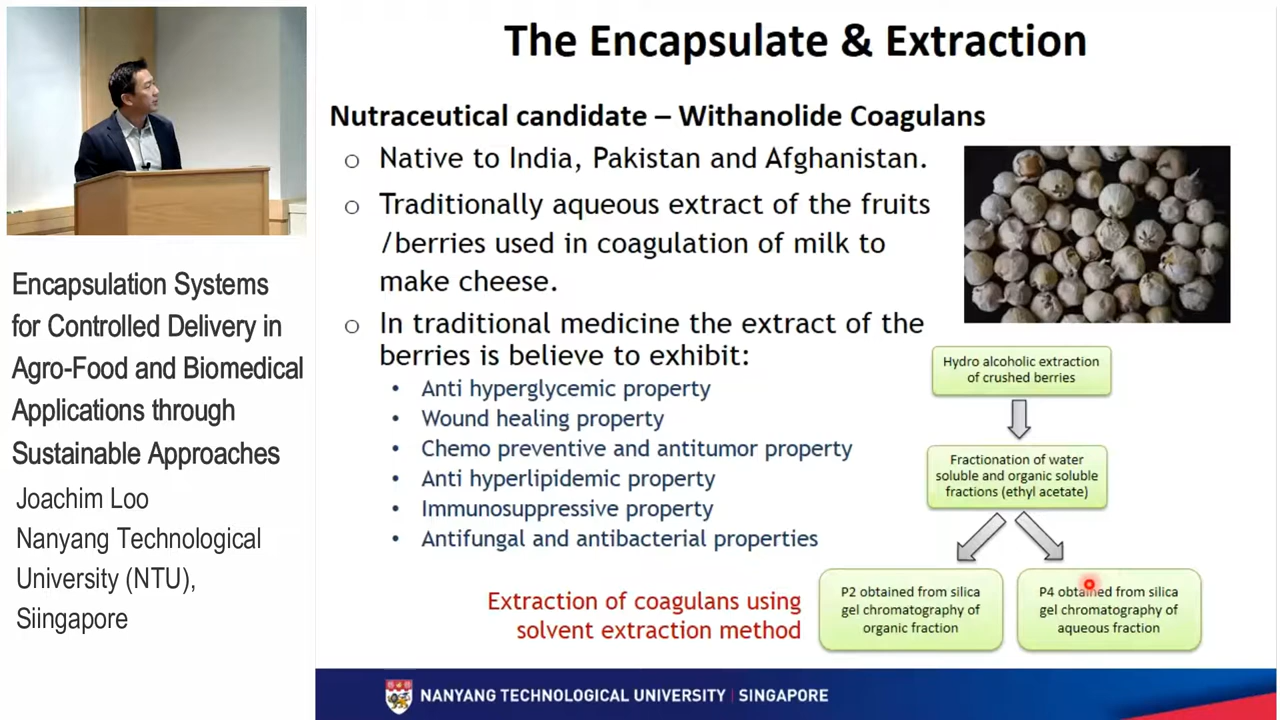 The Encapsulate & Extraction
Nutraceutical candidate – Withanolide Coagulans
o Native to India, Pakistan and Afghanistan.
o Traditionally aqueous extract of the fruits
/berries used in coagulation of milk to
make cheese.
o In traditional medicine the extract of the
berries is believe to exhibit:
• Anti hyperglycemic property
• Wound healing property
• Chemo preventive and antitumor property
• Anti hyperlipidemic property
• Immunosuppressive property
• Antifungal and antibacterial properties
Extraction of coagulans using
solvent extraction method
Hydro alcoholic extraction
of crushed berries
Fractionation of water
soluble and organic soluble
fractions (ethyl acetate)
P2 obtained from silica
gel chromatography of
organic fraction
P4 obtained from silica
gel chromatography of
aqueous fraction
Encapsulation Systems
for Controlled Delivery in
Agro-Food and Biomedical
Applications through
Sustainable Approaches
Joachim Loo
Nanyang Technological
University (NTU),
Siingapore
NANYANG TECHNOLOGICAL UNIVERSITY | SINGAPORE